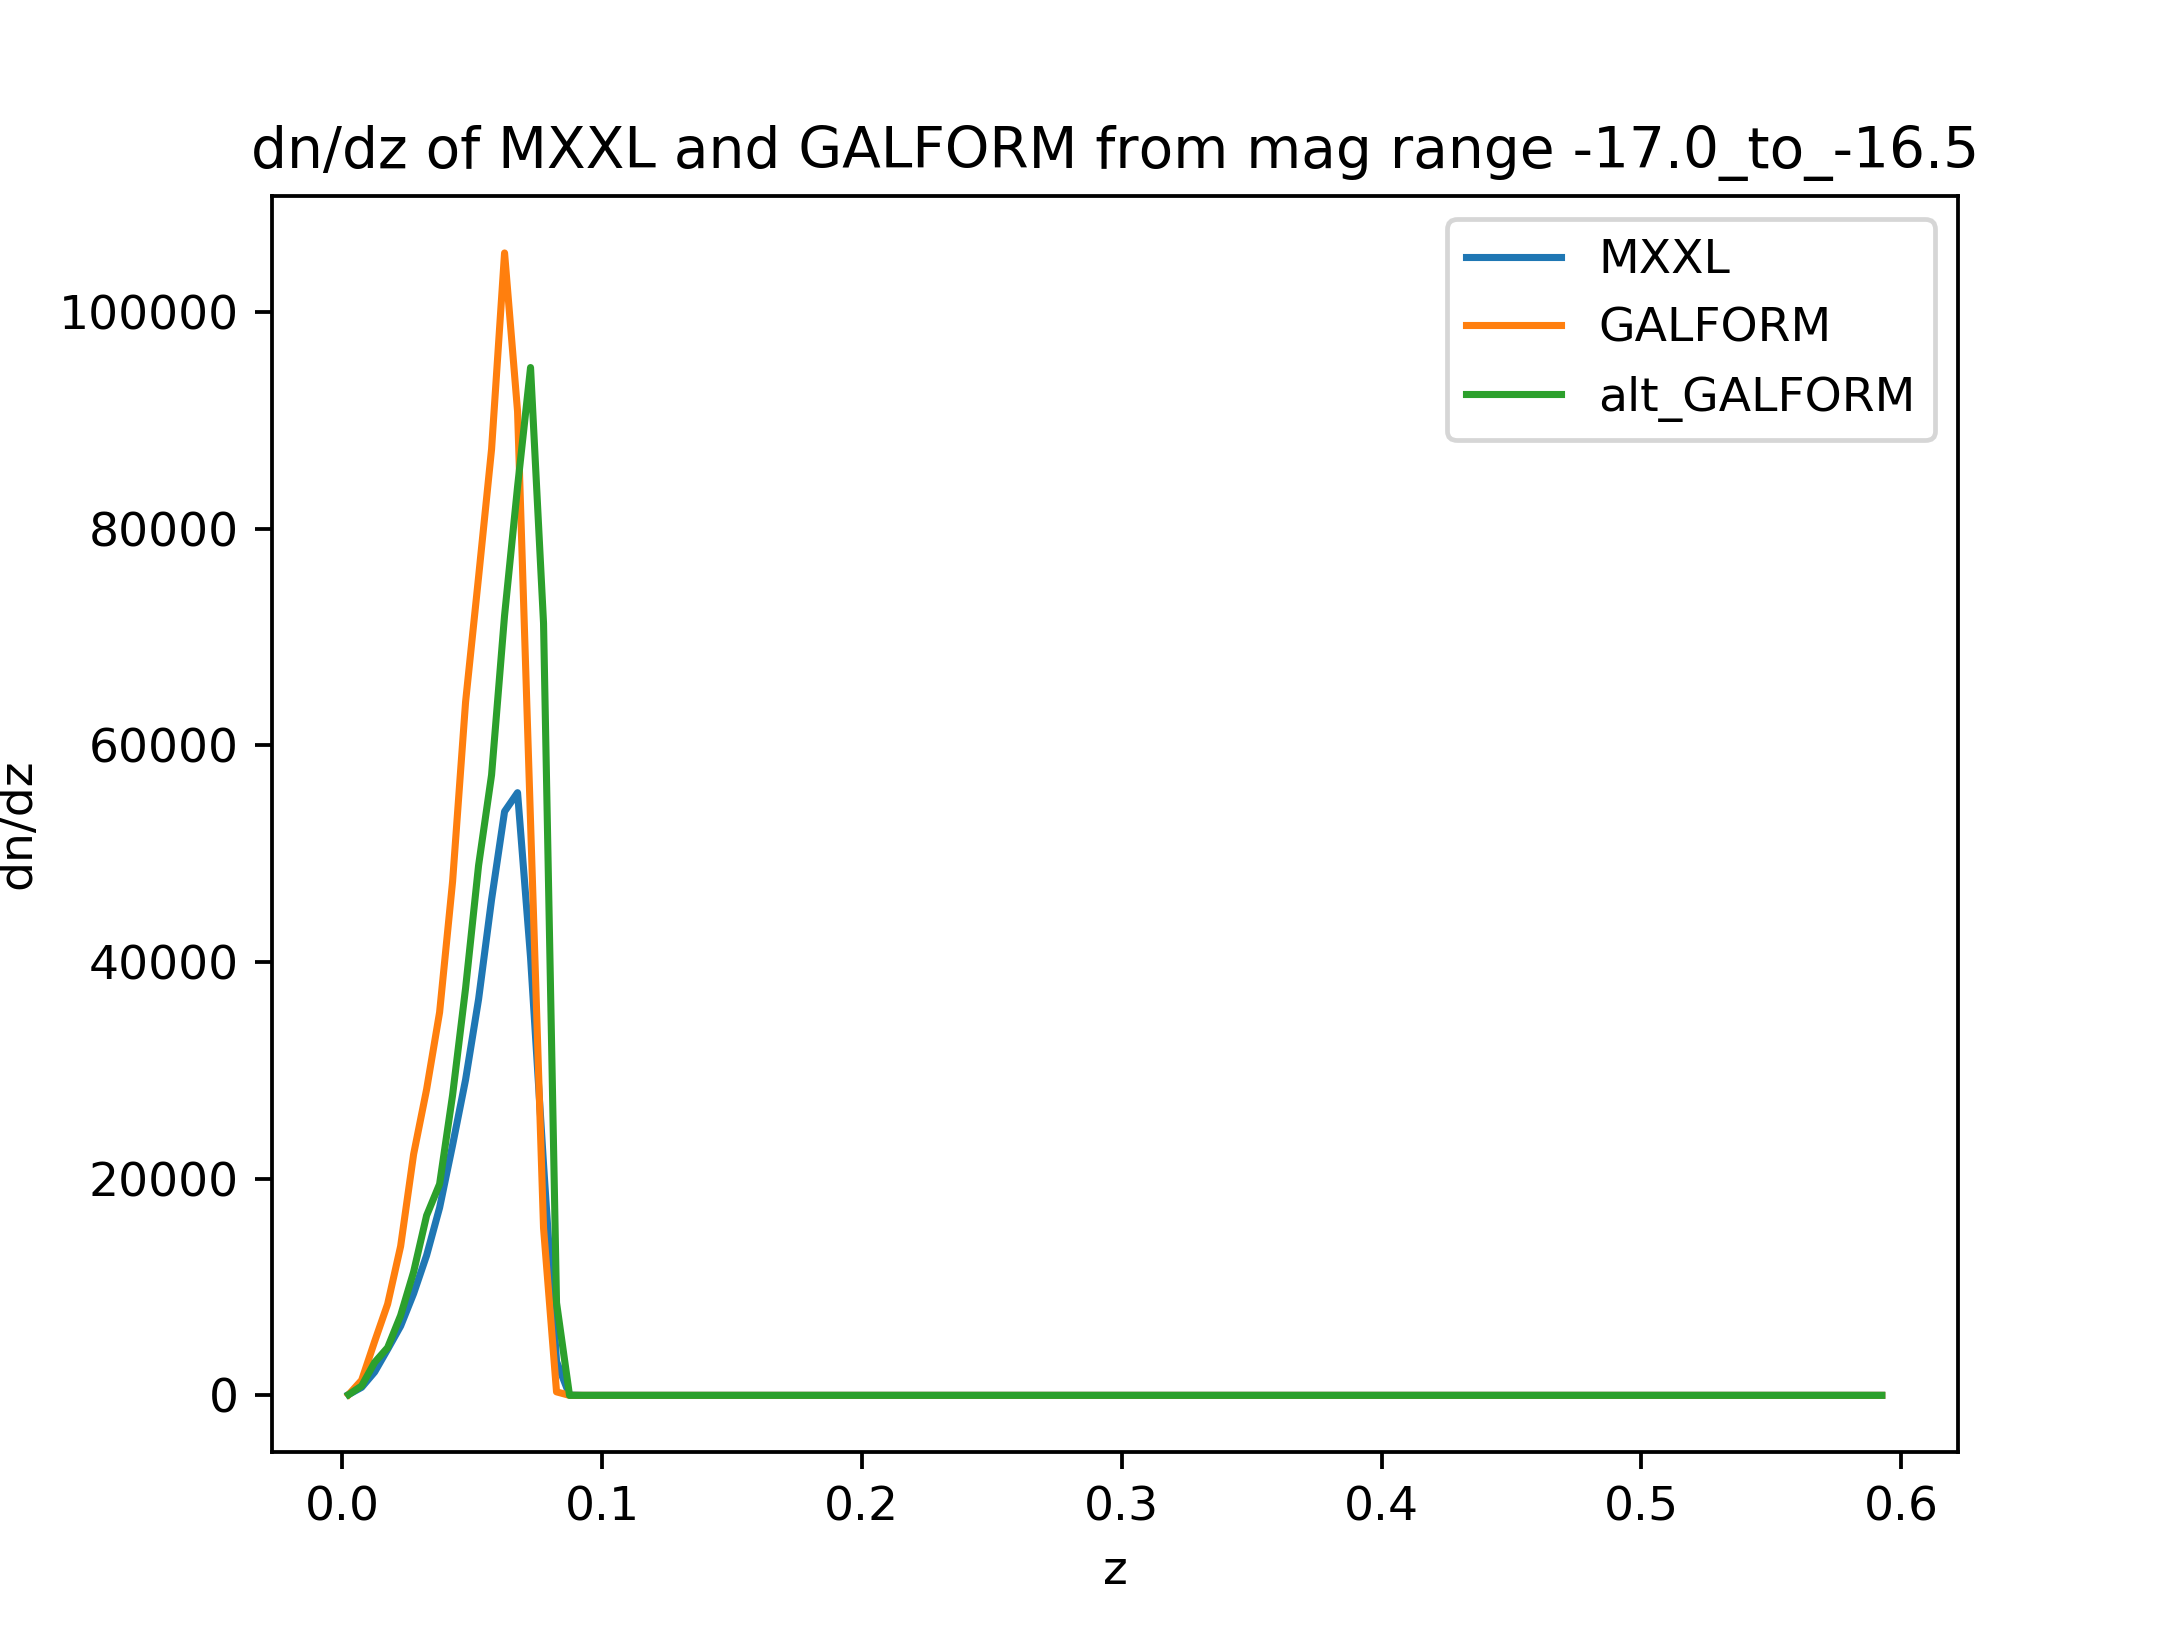 dn/dz of MXXL and GALFORM from mag range -17.0_to_-16.5
MXXL
GALFORM
alt_GALFORM
100000
80000
60000
40000
20000
0
dn/dz
0.0 0.1 0.2 0.3 0.4 0.5 0.6
z